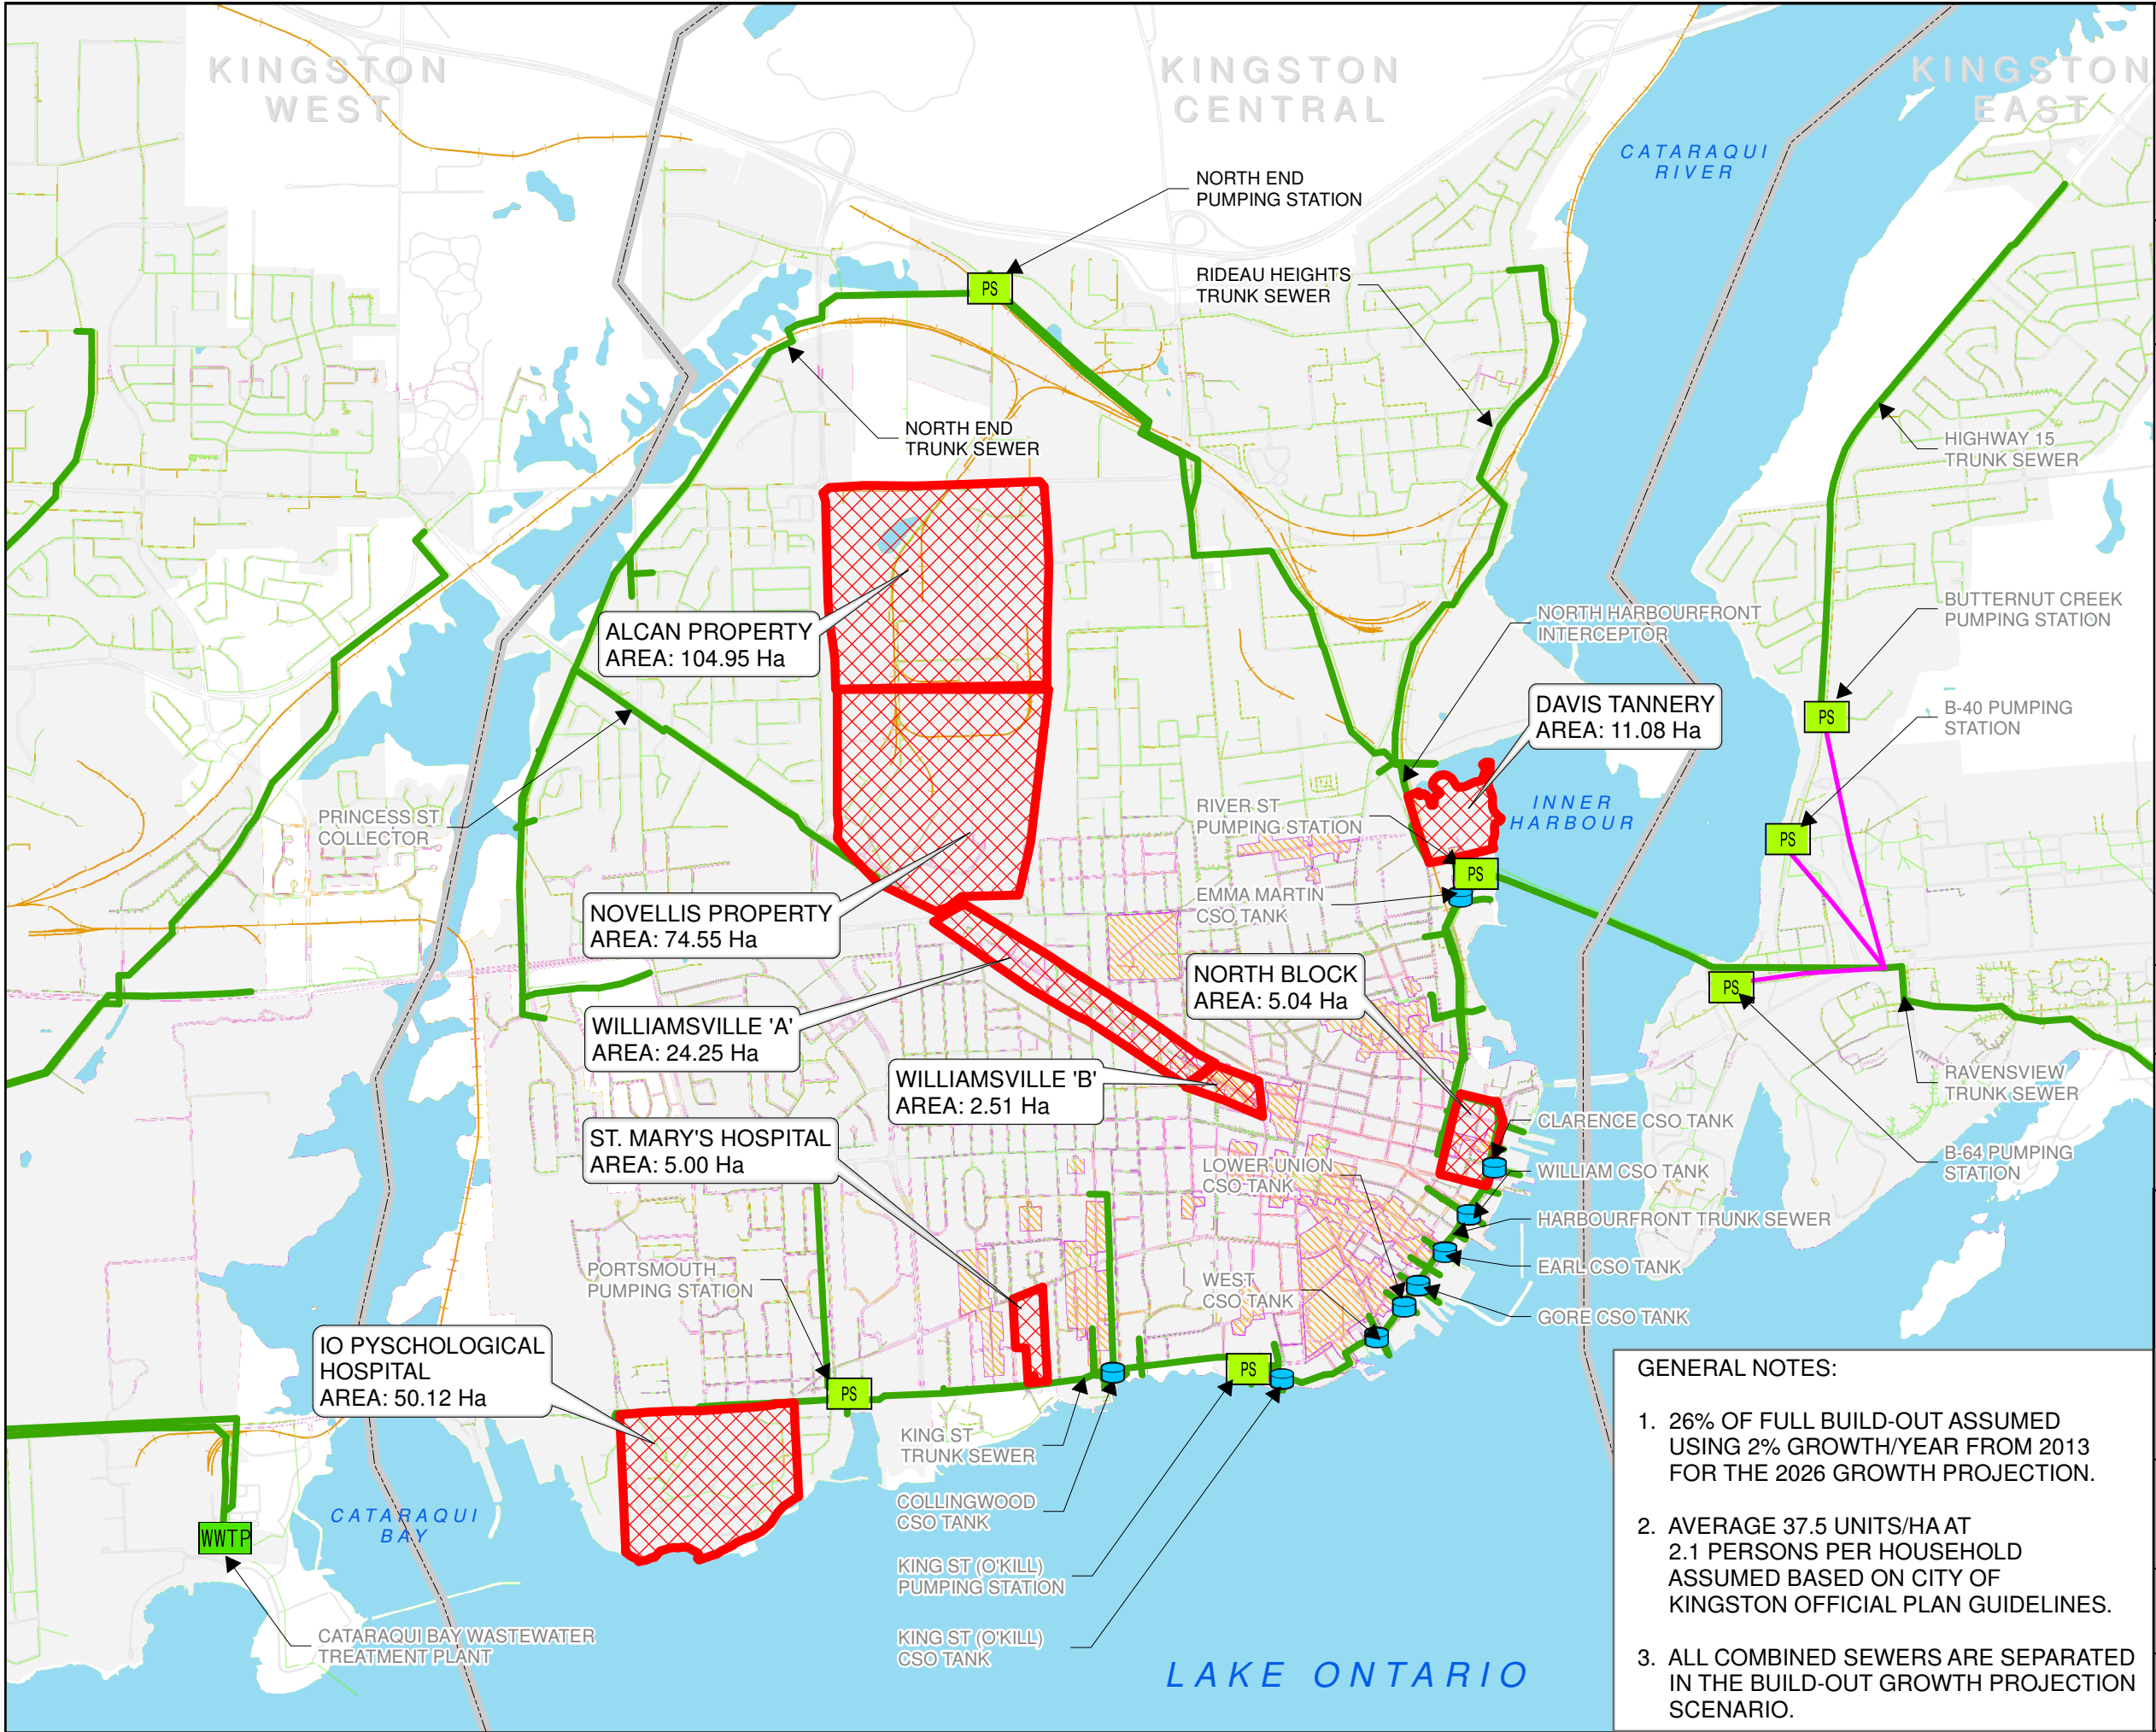 KINGSTON
WEST
KINGSTON
CENTRAL
KINGSTON
EAST
CATARAQUI
RIVER
NORTH END
PUMPING STATION
PS
RIDEAU HEIGHTS
TRUNK SEWER
NORTH END
TRUNK SEWER
HIGHWAY 15
TRUNK SEWER
ALCAN PROPERTY
AREA: 104.95 Ha
NORTH HARBOURFRONT
INTERCEPTOR
BUTTERNUT CREEK
PUMPING STATION
PS
B-40 PUMPING
STATION
DAVIS TANNERY
AREA: 11.08 Ha
PRINCESS ST
COLLECTOR
RIVER ST
PUMPING STATION
INNER
HARBOUR
PS
PS
EMMA MARTIN
CSO TANK
NOVELLIS PROPERTY
AREA: 74.55 Ha
NORTH BLOCK
AREA: 5.04 Ha
PS
WILLIAMSVILLE 'A'
AREA: 24.25 Ha
WILLIAMSVILLE 'B'
AREA: 2.51 Ha
RAVENSVIEW
TRUNK SEWER
CLARENCE CSO TANK
ST. MARY'S HOSPITAL
AREA: 5.00 Ha
LOWER UNION
CSO TANK
WILLIAM CSO TANK
B-64 PUMPING
STATION
HARBOURFRONT TRUNK SEWER
PORTSMOUTH
PUMPING STATION
WEST
CSO TANK
EARL CSO TANK
GORE CSO TANK
IO PYSCHOLOGICAL
HOSPITAL
AREA: 50.12 Ha
PS
PS
KING ST
TRUNK SEWER
COLLINGWOOD
CSO TANK
CATARAQUI
BAY
WWTP
KING ST (O'KILL)
PUMPING STATION
CATARAQUI BAY WASTEWATER
TREATMENT PLANT
KING ST (O'KILL)
CSO TANK
LAKE ONTARIO
GENERAL NOTES:
1. 26% OF FULL BUILD-OUT ASSUMED
USING 2% GROWTH/YEAR FROM 2013
FOR THE 2026 GROWTH PROJECTION.
2. AVERAGE 37.5 UNITS/HA AT
2.1 PERSONS PER HOUSEHOLD
ASSUMED BASED ON CITY OF
KINGSTON OFFICIAL PLAN GUIDELINES.
3. ALL COMBINED SEWERS ARE SEPARATED
IN THE BUILD-OUT GROWTH PROJECTION
SCENARIO.